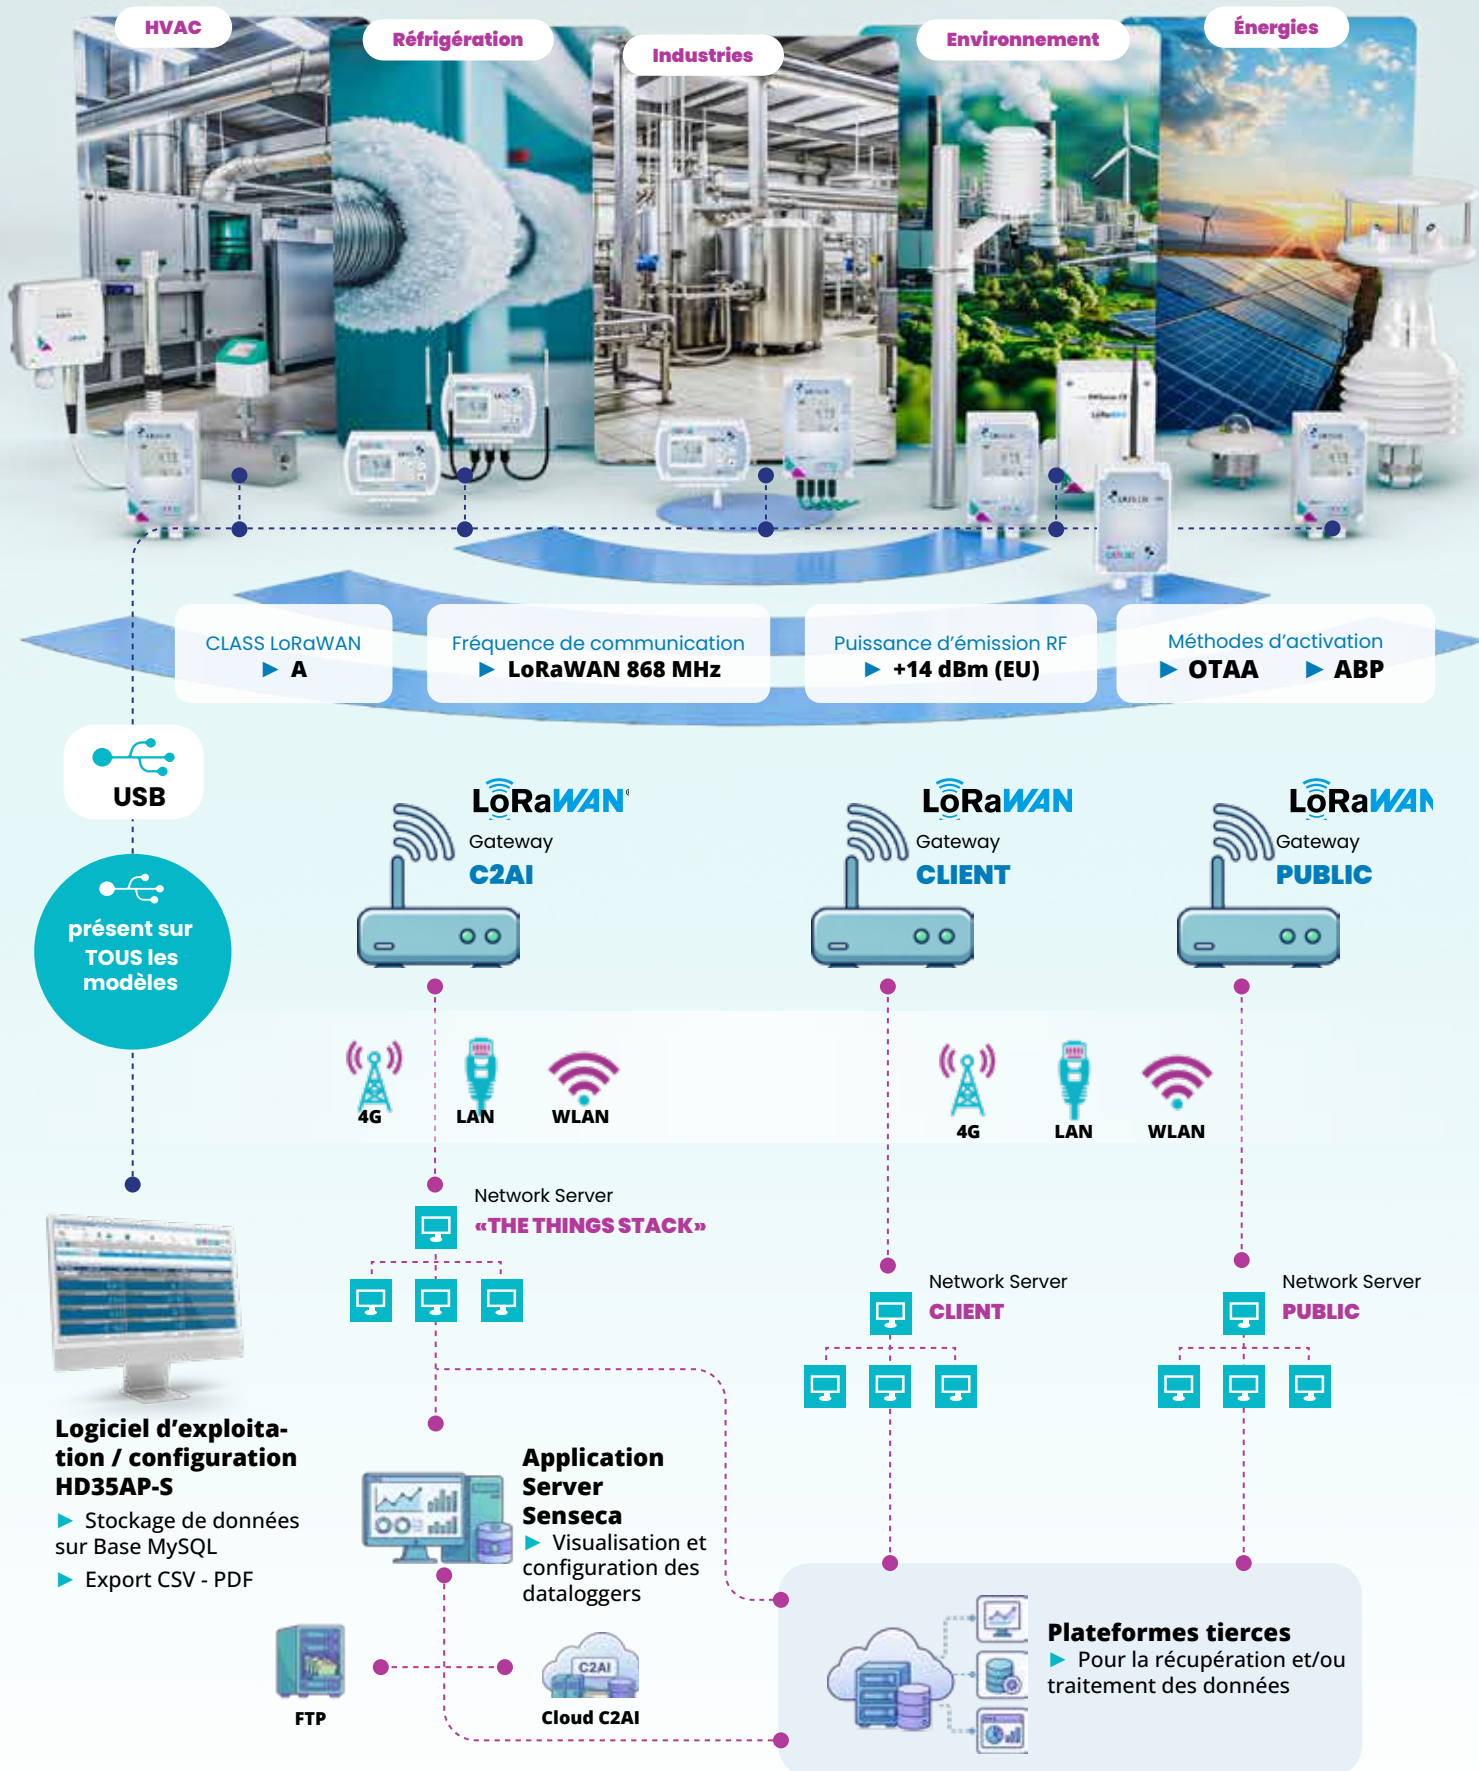 HVAC
Réfrigération
Industries
Environnement
Énergies
CLASS LoRaWAN
► A
Fréquence de communication
► LoRaWAN 868 MHz
Puissance d'émission RF
► +14 dBm (EU)
Méthodes d'activation
► OTAA ► ABP
USB
présent sur
TOUS les
modèles
LoRaWAN®
Gateway
C2AI
LoRaWAN
Gateway
CLIENT
LoRaWAN
Gateway
PUBLIC
4G
LAN
WLAN
4G
LAN
WLAN
Network Server
«THE THINGS STACK»
Network Server
CLIENT
Network Server
PUBLIC
Logiciel d'exploita-
tion / configuration
HD35AP-S
► Stockage de données
sur Base MySQL
► Export CSV - PDF
Application
Server
Senseca
► Visualisation et
configuration des
dataloggers
FTP
C2AI
Cloud C2AI
Plateformes tierces
► Pour la récupération et/ou
traitement des données